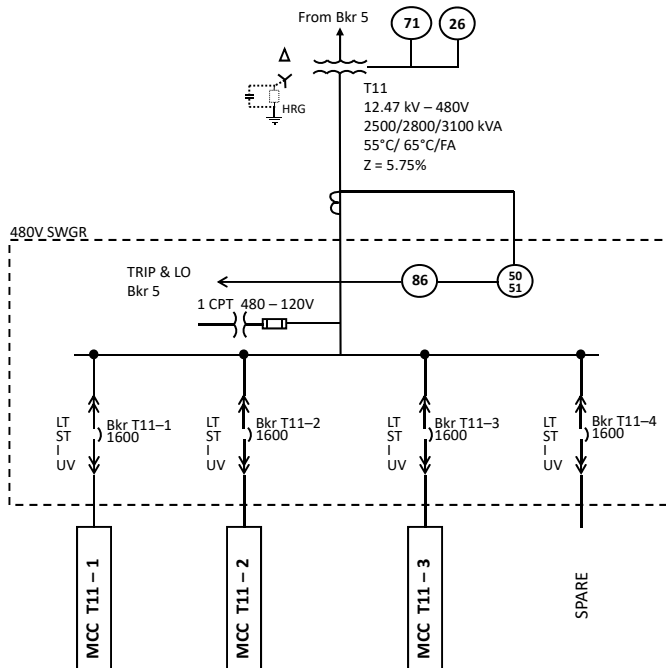 From Bkr 5
71
26
Δ
HRG
T11
12.47 kV – 480V
2500/2800/3100 kVA
55°C/ 65°C/FA
Z = 5.75%
480V SWGR
TRIP & LO
Bkr 5
86
50
51
1 CPT 480 – 120V
LT
ST
I
UV
Bkr T11–1
1600
LT
ST
I
UV
Bkr T11–2
1600
LT
ST
I
UV
Bkr T11–3
1600
LT
ST
I
UV
Bkr T11–4
1600
MCC T11 – 1
MCC T11 – 2
MCC T11 – 3
SPARE